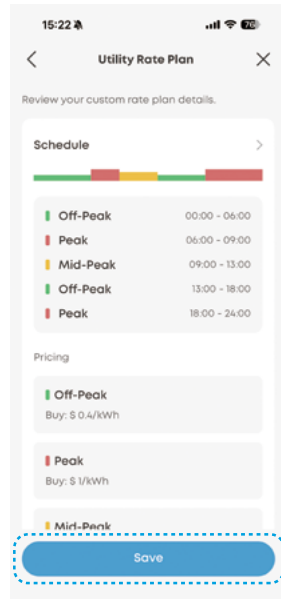 15:22
Utility Rate Plan
Review your custom rate plan details.
Schedule
Off-Peak 00:00 - 06:00
Peak 06:00 - 09:00
Mid-Peak 09:00 - 13:00
Off-Peak 13:00 - 18:00
Peak 18:00 - 24:00
Pricing
Off-Peak
Buy: $ 0.4/kWh
Peak
Buy: $ 1/kWh
Mid-Peak
Save